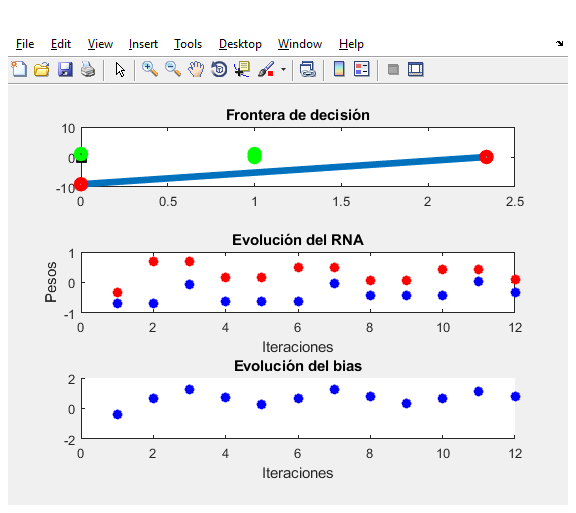 File Edit View Insert Tools Desktop Window Help
Frontera de decisión
10
0
-10
0 0.5 1 1.5 2 2.5
Evolución del RNA
Pesos
1
0
-1
0 2 4 6 8 10 12
Iteraciones
Evolución del bias
2
0
-2
0 2 4 6 8 10 12
Iteraciones